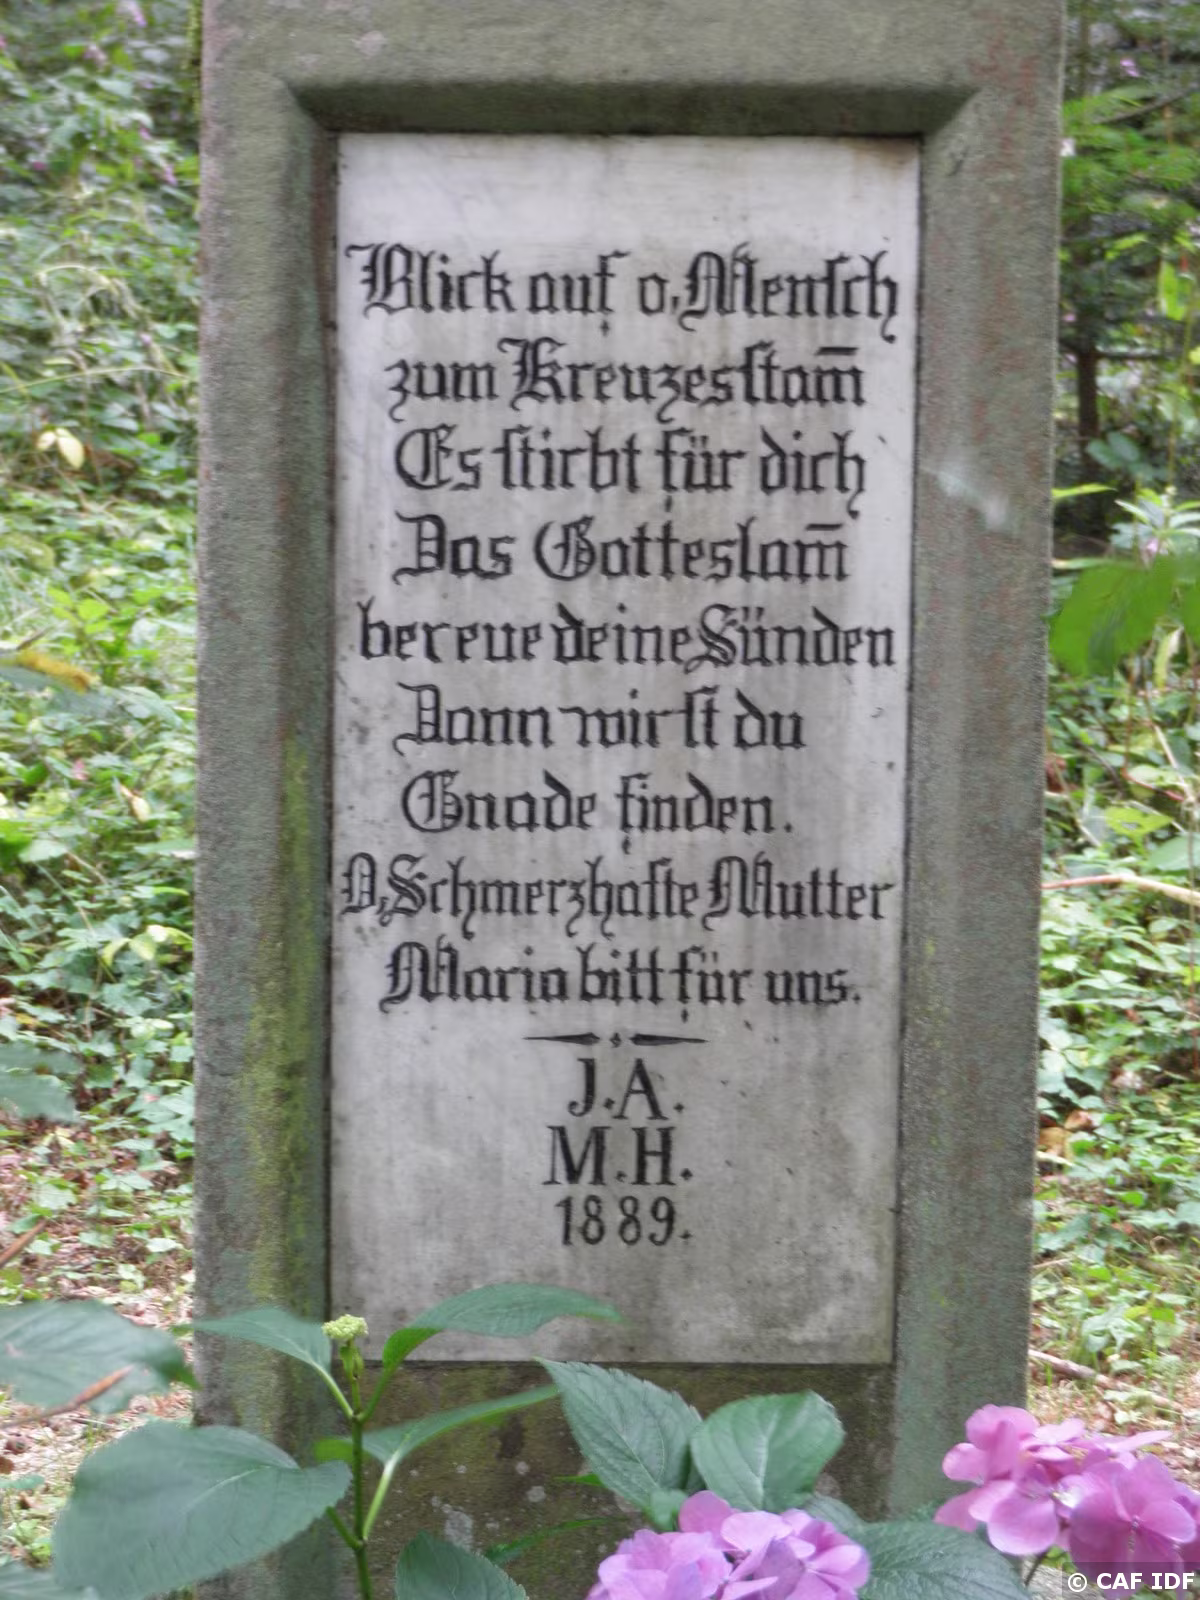 Blick auf o, Menſch
zum Kreuzesſtam̅
Es ſtirbt für dich
Das Gotteslam̅
bereue deine Sünden
Dann wirſt du
Gnade finden.
O, Schmerzhafte Mutter
Maria bitt für uns.
J. A.
M. H.
1889.
© CAF IDF